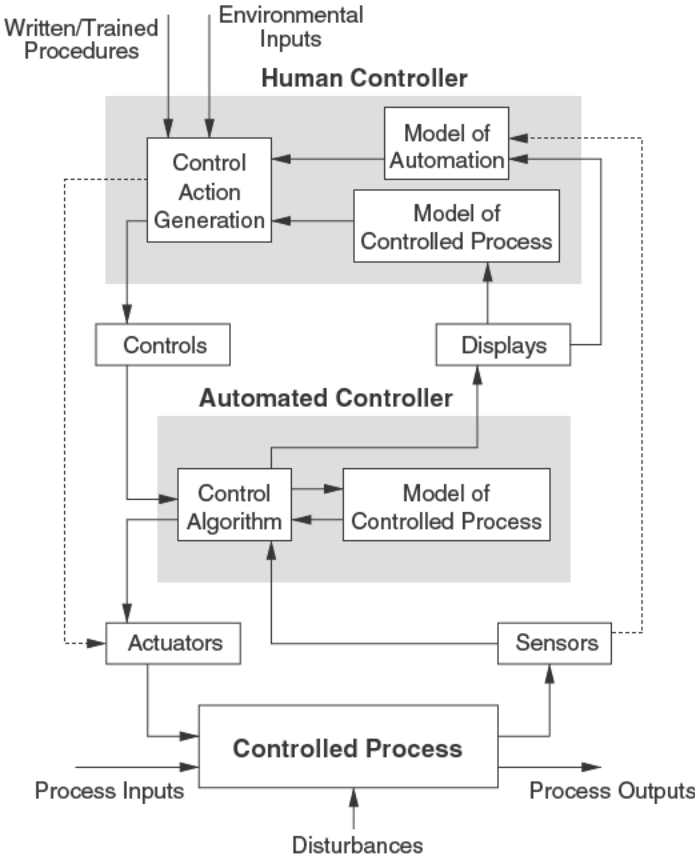 Written/Trained
Procedures
Environmental
Inputs
Human Controller
Control
Action
Generation
Model of
Automation
Model of
Controlled Process
Controls
Displays
Automated Controller
Control
Algorithm
Model of
Controlled Process
Actuators
Sensors
Controlled Process
Process Inputs
Process Outputs
Disturbances